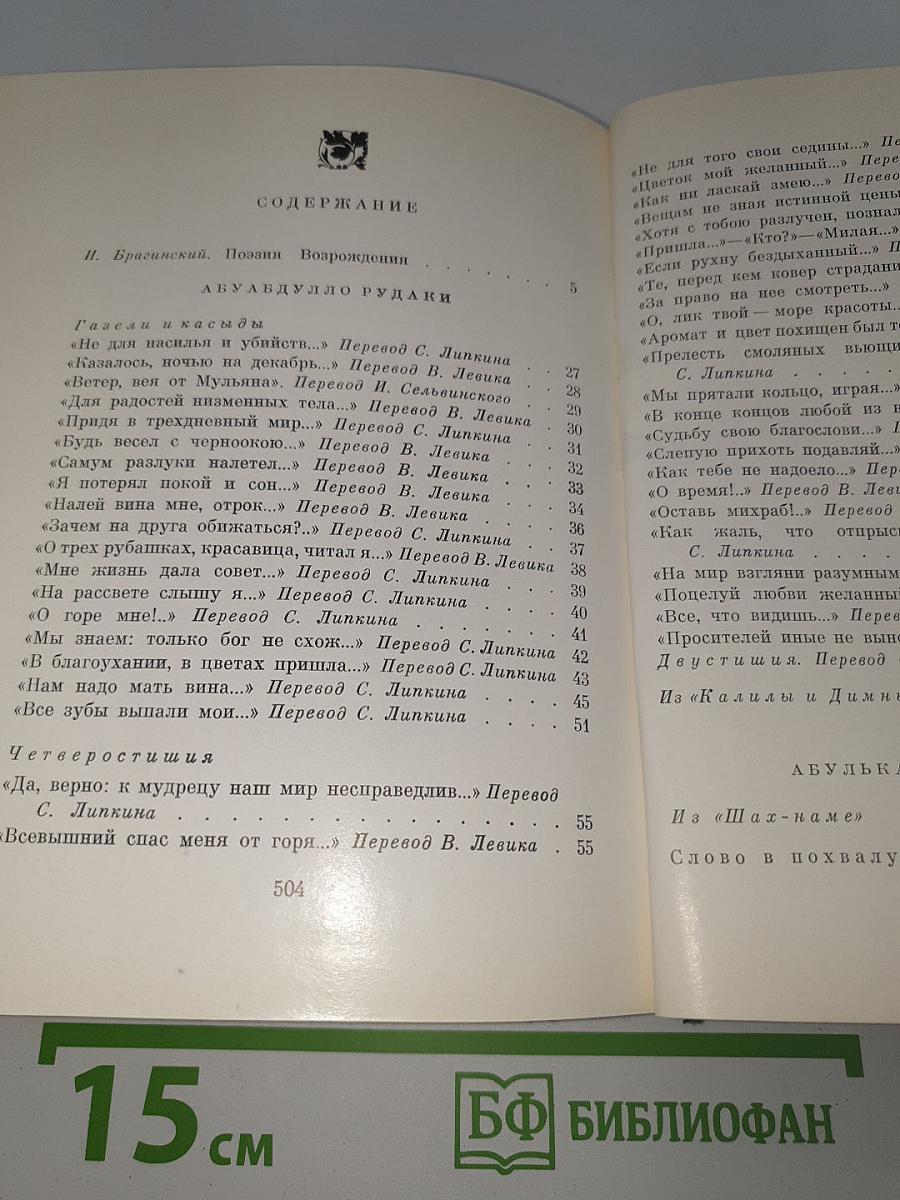 СОДЕРЖАНИЕ
И. Брагинский. Поэзия Возрождения . . . . . . 5
АБУАБДУЛЛО РУДАКИ
Газели и касыды
«Не для насилья и убийств...» Перевод С. Липкина . . 27
«Казалось, ночью на декабрь...» Перевод В. Левика . . 28
«Ветер, вея от Мульяна». Перевод И. Сельвинского . . 29
«Для радостей низменных тела...» Перевод В. Левика . 30
«Придя в трехдневный мир...» Перевод С. Липкина . . 31
«Будь весел с черноокою...» Перевод В. Левика . . . 32
«Самум разлуки налетел...» Перевод В. Левика . . . 33
«Я потерял покой и сон...» Перевод В. Левика . . . 34
«Налей вина мне, отрок...» Перевод В. Левика . . . . 36
«Зачем на друга обижаться?..» Перевод С. Липкина . . 37
«О трех рубашках, красавица, читал я...» Перевод В. Левика 38
«Мне жизнь дала совет...» Перевод С. Липкина . . . 39
«На рассвете слышу я...» Перевод С. Липкина . . . . 40
«О горе мне!..» Перевод С. Липкина . . . . . . . 41
«Мы знаем: только бог не схож...» Перевод С. Липкина 42
«В благоухании, в цветах пришла...» Перевод С. Липкина 43
«Нам надо мать вина...» Перевод С. Липкина . . . . 45
«Все зубы выпали мои...» Перевод С. Липкина . . . . 51
Четверостишия
«Да, верно: к мудрецу наш мир несправедлив...» Перевод
С. Липкина . . . . . . . . . . . . . . . . 55
«Всевышний спас меня от горя...» Перевод В. Левика . 55
504
«Не для того свои седины...»
«Цветок мой желанный...»
«Как ни ласкай змею...»
«Вещам не зная истинной цены
«Хотя с тобою разлучен, познал
«Пришла...»—«Кто?»—«Милая...»
«Если рухну бездыханный...»
«Те, перед кем ковер
«За право на нее смотреть...»
«О, лик твой — море красоты...
«Аромат и цвет похищен был
«Прелесть смоляных вьющи
С. Липкина . . . . .
«Мы прятали кольцо, играя...»
«В конце концов любой из
«Судьбу свою благослови...»
«Слепую прихоть подавляй...»
«Как тебе не надоело...»
«О время!..» Перевод В. Леви
«Оставь михраб!..» Перевод
«Как жаль, что отпрыс
С. Липкина . . . .
«На мир взгляни разумным
«Поцелуй любви желанный
«Все, что видишь...»
«Просителей иные не
Двустишия. Перевод
Из «Калилы и Димны
АБУЛЬКА
Из «Шах-наме»
Слово в похвалу
15 см
БФ БИБЛИОФАН